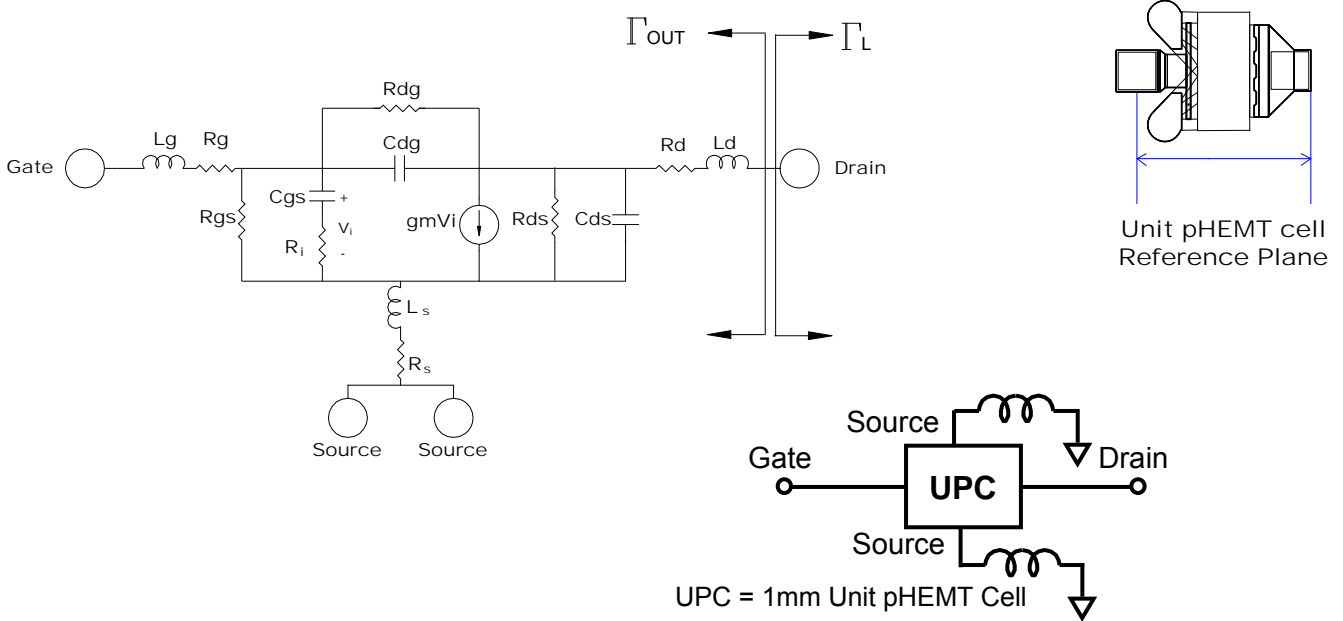 ΓOUT
ΓL
Rdg
Cdg
Lg
Rg
Rd
Ld
Gate
Drain
Cgs
+
Rgs
Vi
gmVi
Rds
Cds
Ri
-
Ls
Rs
Source
Source
Unit pHEMT cell
Reference Plane
Source
Gate
Drain
UPC
Source
UPC = 1mm Unit pHEMT Cell